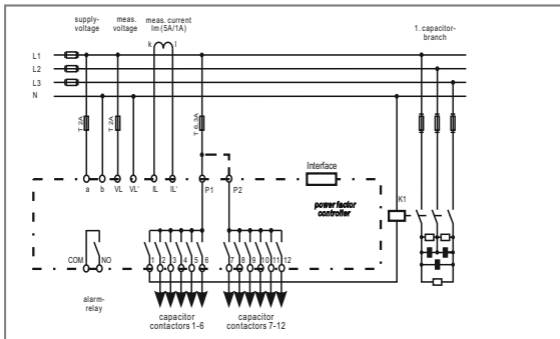 supply-
voltage
meas.
voltage
meas. current
Im (5A/1A)
k l
1. capacitor-
branch
L1
L2
L3
N
T 2A
T 2A
T 6.3A
Interface
a b VL VL' IL IL' P1 P2
power factor
controller
K1
COM NO
1 2 3 4 5 6 7 8 9 10 11 12
alarm-
relay
capacitor
contactors 1-6
capacitor
contactors 7-12